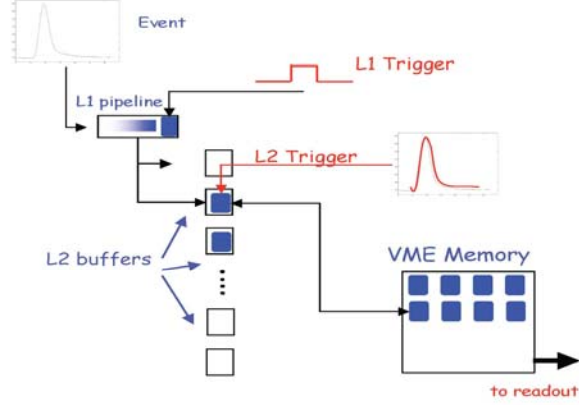 Event
L1 Trigger
L1 pipeline
L2 Trigger
L2 buffers
VME Memory
to readout